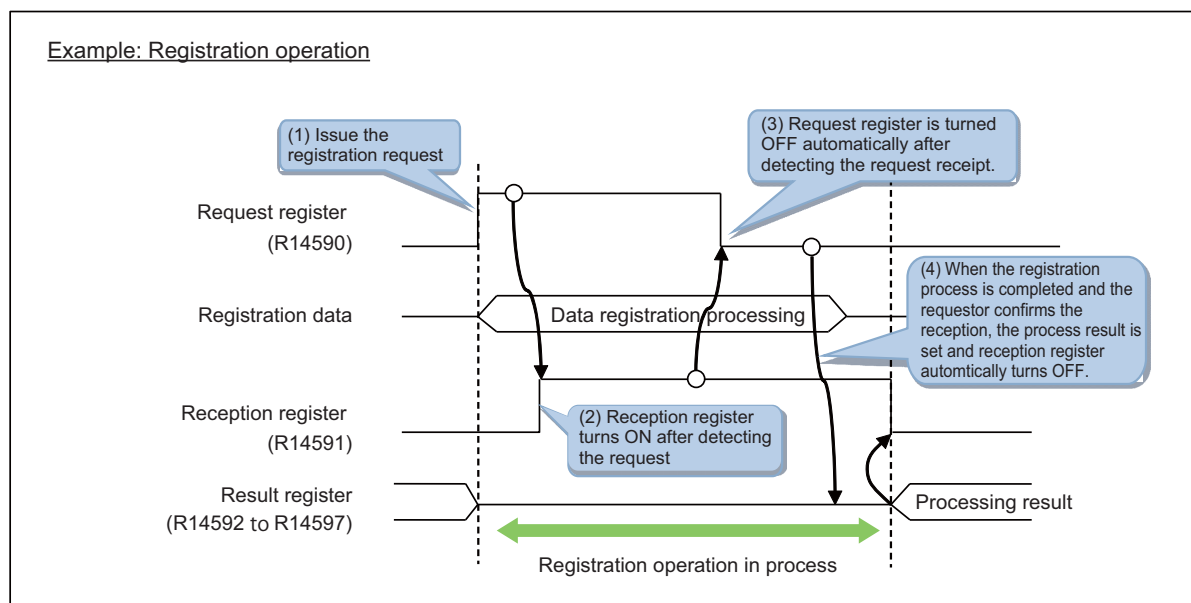 Example: Registration operation
(1) Issue the
registration request
(3) Request register is turned
OFF automatically after
detecting the request receipt.
Request register
(R14590)
(4) When the registration
process is completed and the
requestor confirms the
reception, the process result is
set and reception register
automtically turns OFF.
Registration data
Data registration processing
Reception register
(R14591)
(2) Reception register
turns ON after detecting
the request
Result register
(R14592 to R14597)
Processing result
Registration operation in process